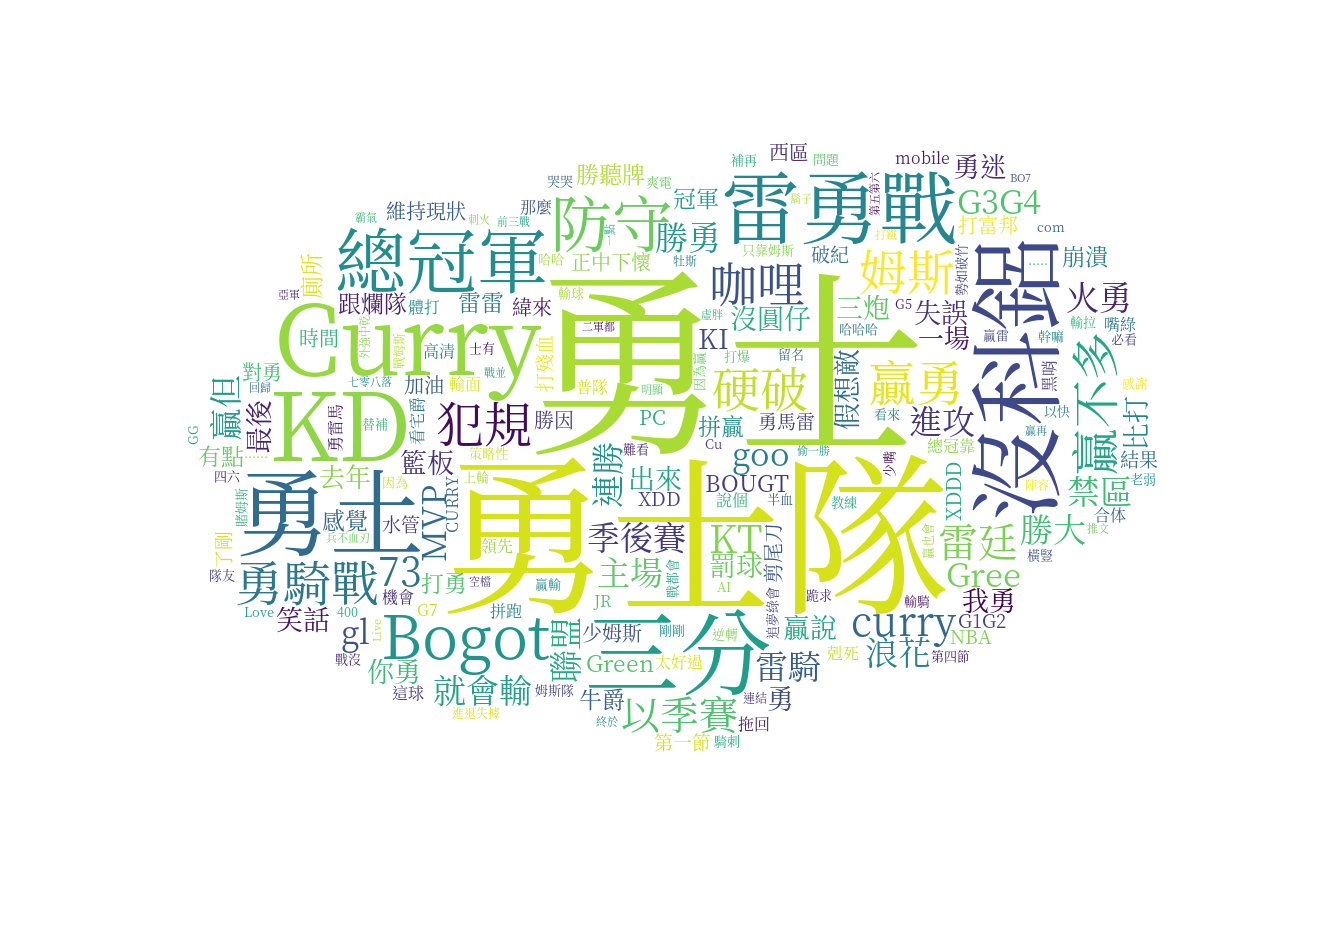 補再
西區
問題
mobile
勇迷
BO7
哭哭
勝聽牌
爽電
冠軍
雷勇戰
第五第六
G3G4
扇子
霸氣
維持現狀
刺火
前三戰
那麼
防守
一點
勝勇
打富邦
com
總冠軍
哈哈
正中下懷
牡斯
只靠姆斯
破紀
打鐵
姆斯
勢如破竹
沒科鋁
……
崩潰
廁所
亞軍
跟爛隊
體打
雷雷
緯來
輸球
勇士
咖哩
虛胖
三炮
G5
失誤
火勇
Curry
時間
外強中乾
戰姆斯
高清
士有
二軍都
打殘血
KI
沒圓仔
哈哈哈
一場
贏雷
幹嘛
輸拉
嘴綠
必看
對勇
回歸
七零八落
加油
戰並
輸面
普隊
明顯
因為贏
打爆
留名
假想敵
贏勇
黑哨
贏不多
感謝
贏但
最後
勇雷馬
KD
替補
看宅爵
犯規
勝因
PC
硬破
拼贏
勇馬雷
看來
進攻
以快
贏再
比打
GG
有點
……
去年
籃板
策略性
難看
Cu
偷一勝
goo
總冠靠
少嘴
結果
四六
勇士
因為
上輪
連勝
出來
BOUGT
XDDD
陣容
禁區
老弱
賭姆斯
感覺
水管
MVP
CURRY
勇士隊
XDD
說個
半血
教練
合体
了剛
兵不血刃
領先
季後賽
KT
剪尾刀
贏也會
雷廷
勝大
推文
隊友
勇騎戰
73
打勇
空檔
贏輸
主場
戰都會
罰球
Gree
橫豎
Love
400
機會
G7
拼跑
JR
AI
跪求
輸騎
我勇
笑話
gl
Live
Bogot
聯盟
少姆斯
剛剛
三分
逆轉
追夢綠會
贏說
curry
G1G2
NBA
戰沒
你勇
Green
太好過
雷騎
剋死
浪花
第四節
這球
就會輸
姆斯隊
牛爵
連結
勇
進退失據
終於
以季賽
拖回
第一節
騎刺